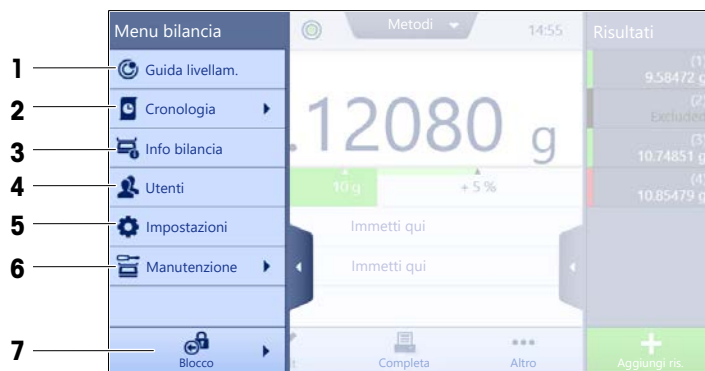 Menu bilancia
Metodi
14:55
Risultati
1
Guida livellam.
2
Cronologia
3
Info bilancia
4
Utenti
5
Impostazioni
6
Manutenzione
7
Blocco
.12080 g
10 g
+ 5 %
Immetti qui
Immetti qui
Completa
Altro
(1)
9.58472 g
(2)
Excluded
(3)
10.74851 g
(4)
10.85479 g
Aggiungi ris.